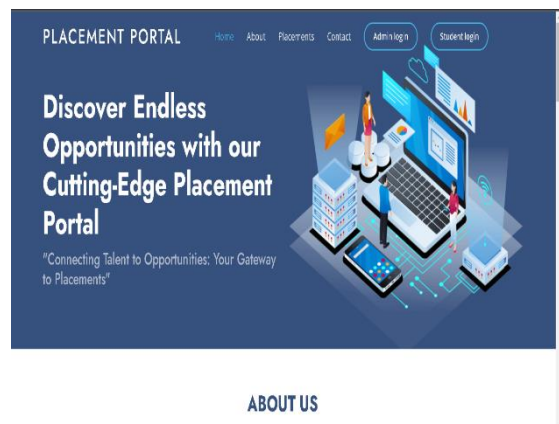 PLACEMENT PORTAL
Home About Placements Contact Admin login Student login
Discover Endless
Opportunities with our
Cutting-Edge Placement
Portal
"Connecting Talent to Opportunities: Your Gateway
to Placements"
ABOUT US